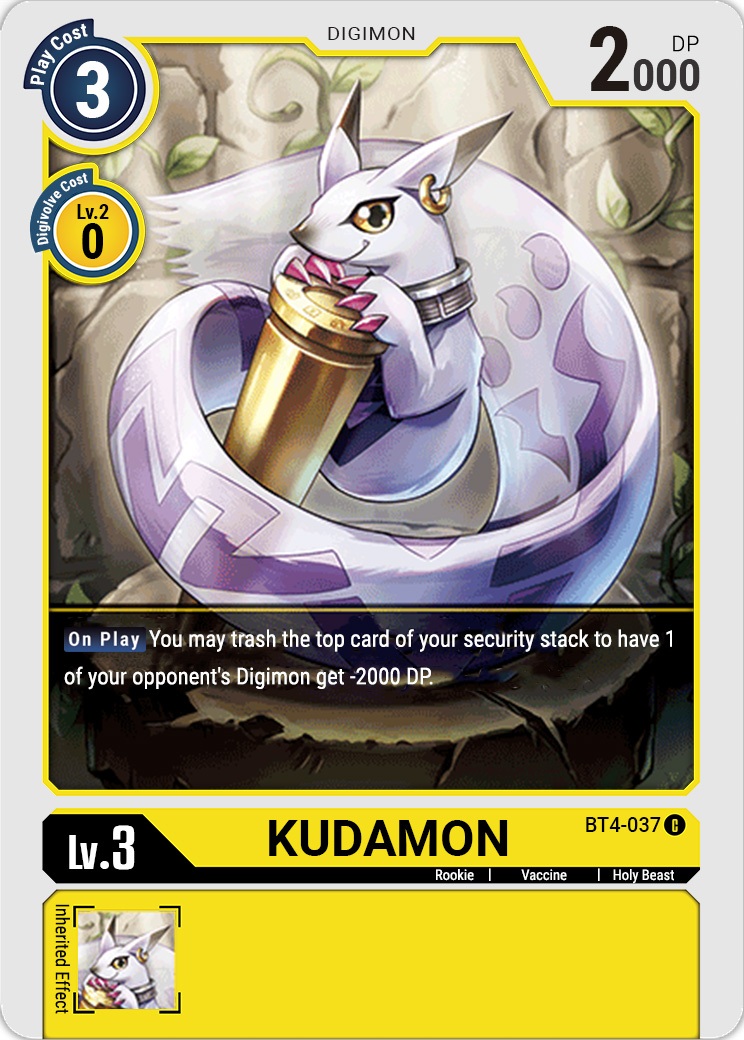 DIGIMON
Play Cost
3
DP
2000
Digivolve Cost
Lv.2
0
On Play You may trash the top card of your security stack to have 1
of your opponent's Digimon get -2000 DP.
Lv.3
KUDAMON
BT4-037 C
Rookie | Vaccine | Holy Beast
Inherited Effect